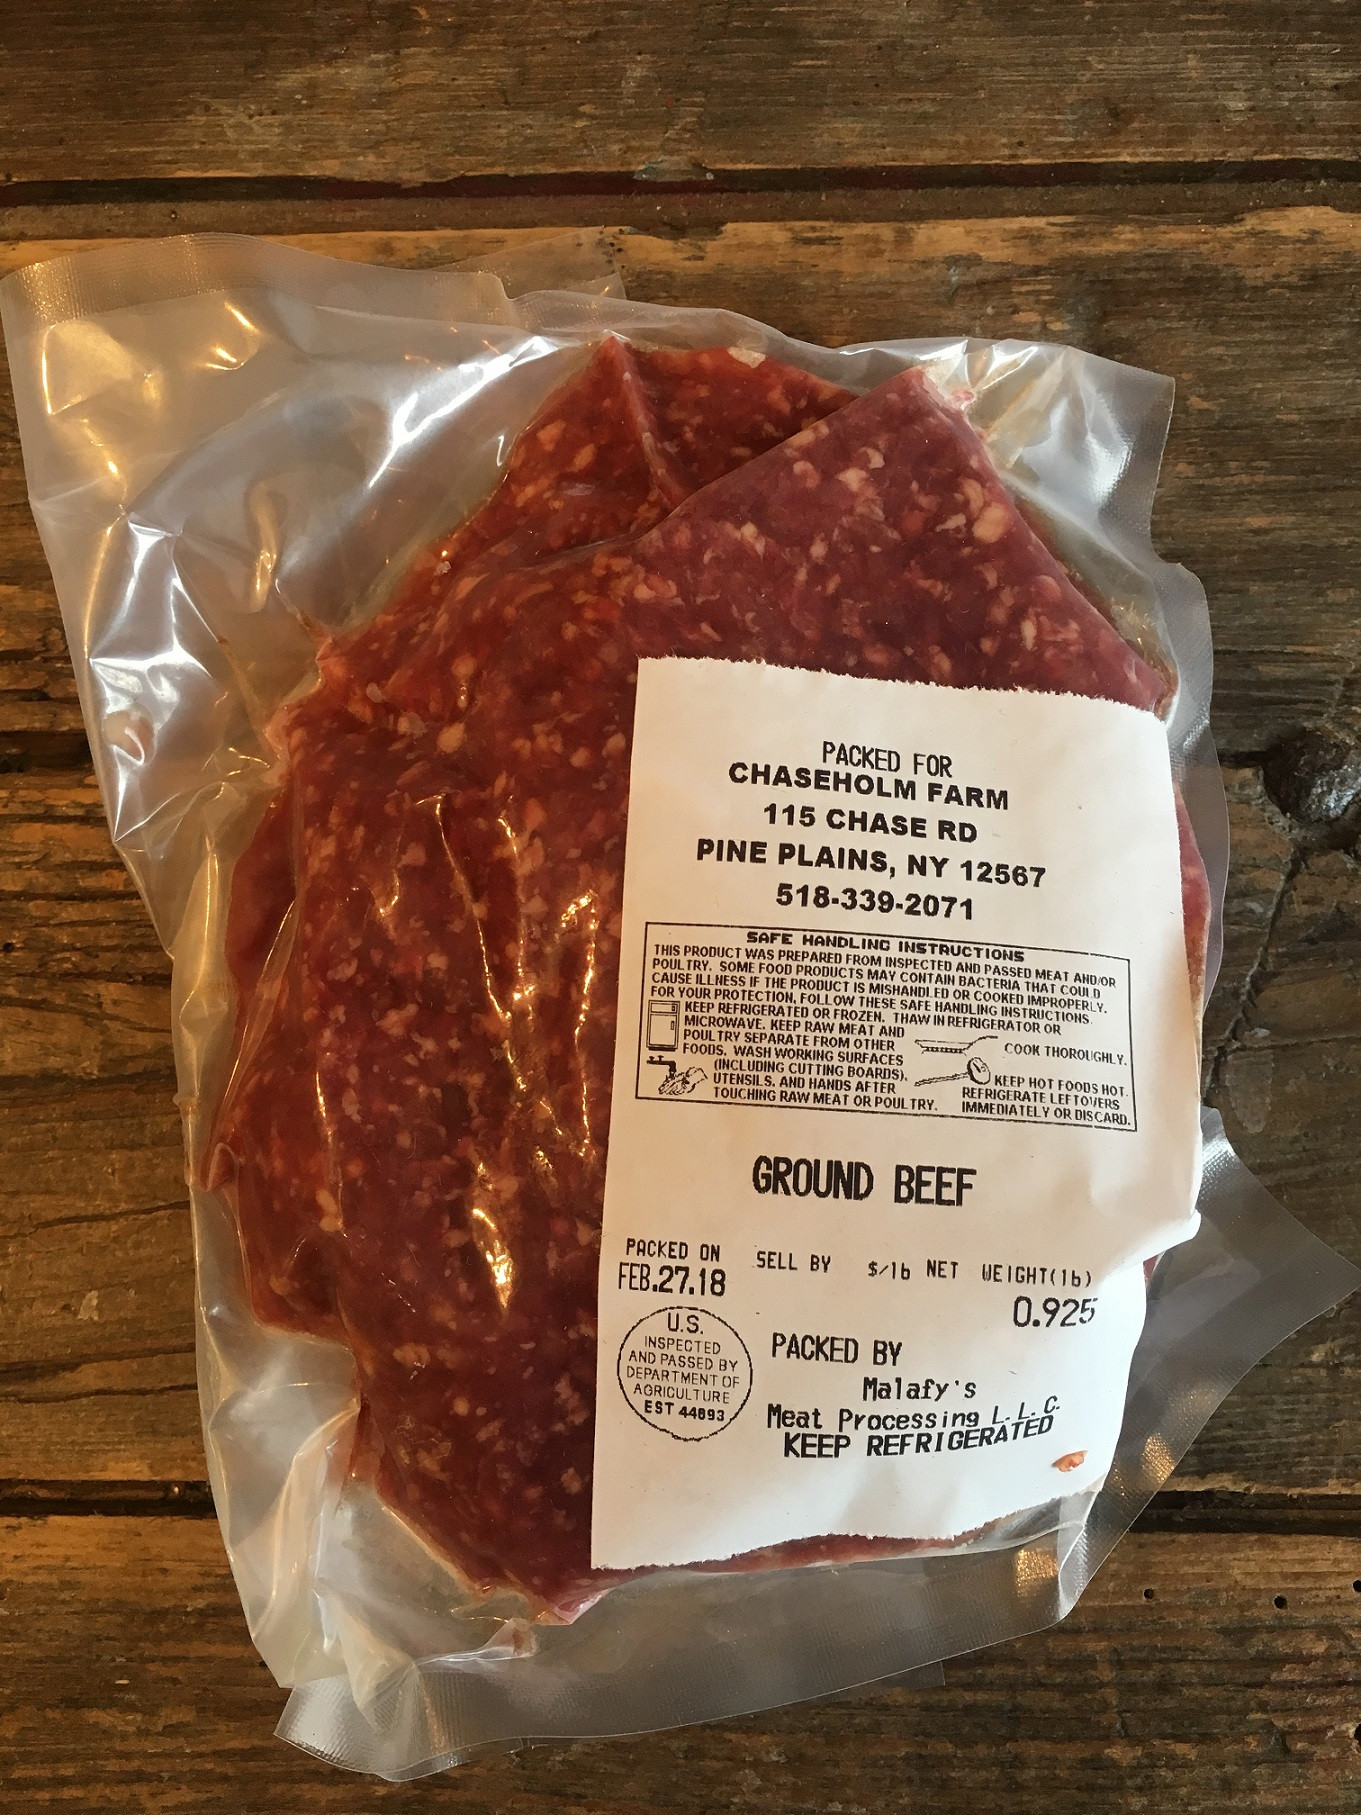 PACKED FOR
CHASEHOLM FARM
115 CHASE RD
PINE PLAINS, NY 12567
518-339-2071
SAFE HANDLING INSTRUCTIONS
THIS PRODUCT WAS PREPARED FROM INSPECTED AND PASSED MEAT AND/OR
POULTRY. SOME FOOD PRODUCTS MAY CONTAIN BACTERIA THAT COULD
CAUSE ILLNESS IF THE PRODUCT IS MISHANDLED OR COOKED IMPROPERLY.
FOR YOUR PROTECTION, FOLLOW THESE SAFE HANDLING INSTRUCTIONS.
KEEP REFRIGERATED OR FROZEN. THAW IN REFRIGERATOR OR
MICROWAVE. KEEP RAW MEAT AND
POULTRY SEPARATE FROM OTHER
FOODS. WASH WORKING SURFACES
(INCLUDING CUTTING BOARDS),
UTENSILS, AND HANDS AFTER
TOUCHING RAW MEAT OR POULTRY.
COOK THOROUGHLY.
KEEP HOT FOODS HOT.
REFRIGERATE LEFTOVERS
IMMEDIATELY OR DISCARD.
GROUND BEEF
PACKED ON SELL BY $/lb NET WEIGHT(lb)
FEB.27.18 0.925
U.S.
INSPECTED
AND PASSED BY
DEPARTMENT OF
AGRICULTURE
EST 44893
PACKED BY
Malafy's
Meat Processing L.L.C.
KEEP REFRIGERATED